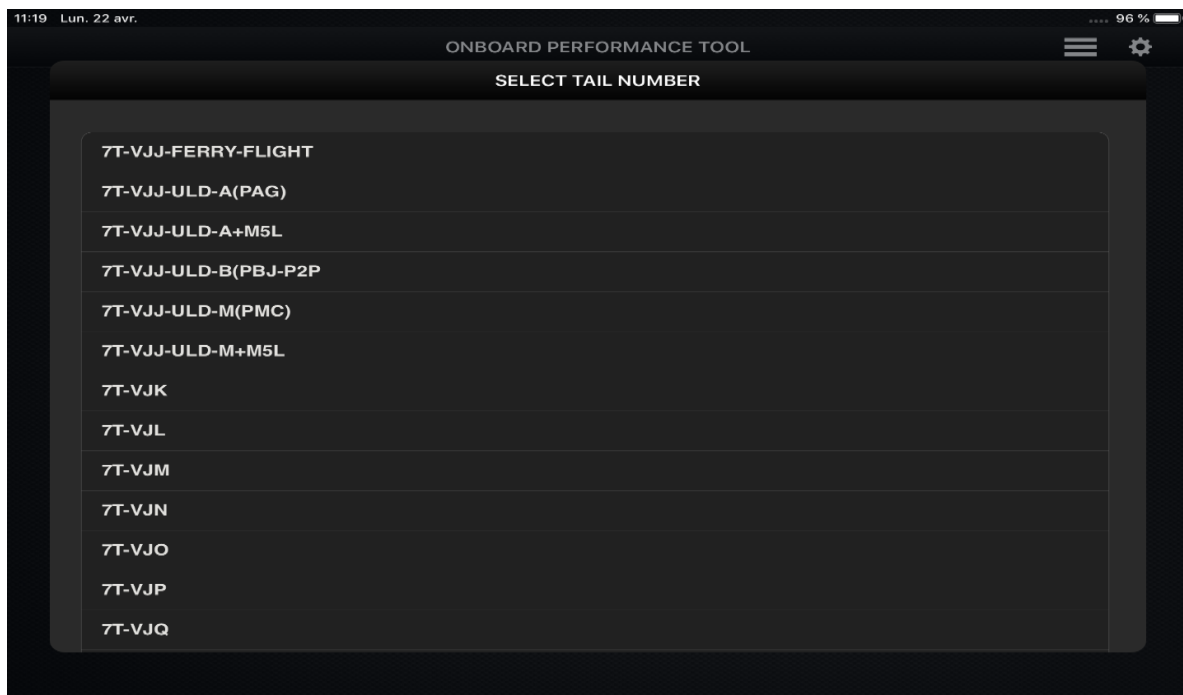 11:19 Lun. 22 avr. 96 %
ONBOARD PERFORMANCE TOOL
SELECT TAIL NUMBER
7T-VJJ-FERRY-FLIGHT
7T-VJJ-ULD-A(PAG)
7T-VJJ-ULD-A+M5L
7T-VJJ-ULD-B(PBJ-P2P
7T-VJJ-ULD-M(PMC)
7T-VJJ-ULD-M+M5L
7T-VJK
7T-VJL
7T-VJM
7T-VJN
7T-VJO
7T-VJP
7T-VJQ